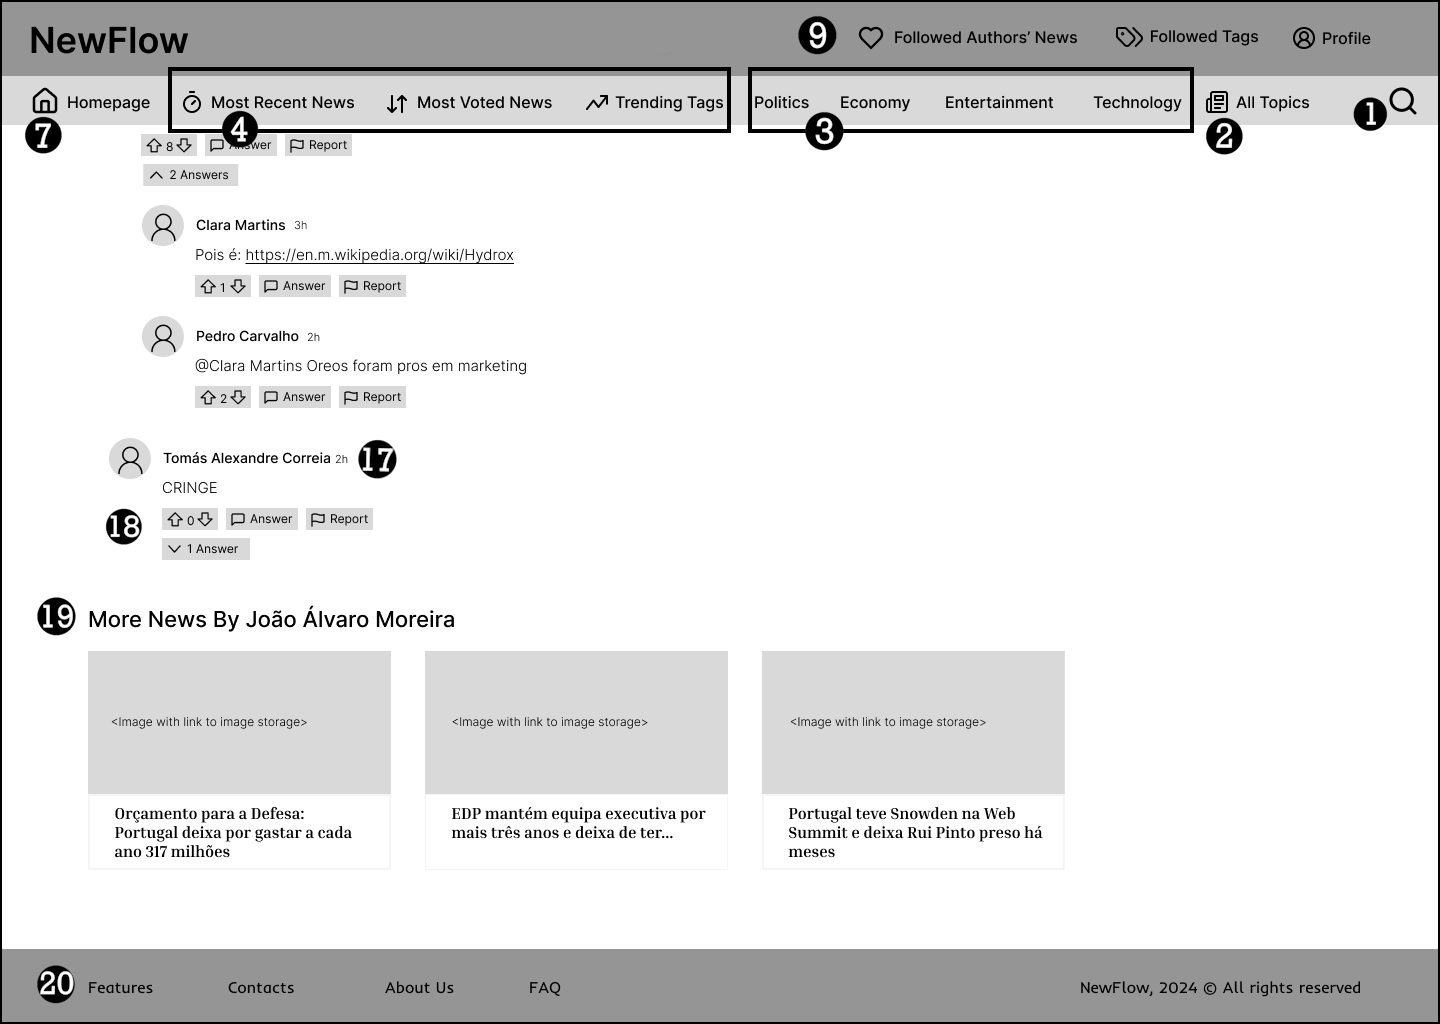 NewFlow
9 Followed Authors’ News Followed Tags Profile
Homepage Most Recent News Most Voted News Trending Tags Politics Economy Entertainment Technology All Topics
7 4 3 2 1
8 Answer Report
2 Answers
Clara Martins 3h
Pois é: https://en.m.wikipedia.org/wiki/Hydrox
1 Answer Report
Pedro Carvalho 2h
@Clara Martins Oreos foram pros em marketing
2 Answer Report
Tomás Alexandre Correia 2h 17
CRINGE
18 0 Answer Report
1 Answer
19 More News By João Álvaro Moreira
<Image with link to image storage> <Image with link to image storage> <Image with link to image storage>
Orçamento para a Defesa:
Portugal deixa por gastar a cada
ano 317 milhões
EDP mantém equipa executiva por
mais três anos e deixa de ter...
Portugal teve Snowden na Web
Summit e deixa Rui Pinto preso há
meses
20 Features Contacts About Us FAQ NewFlow, 2024 © All rights reserved